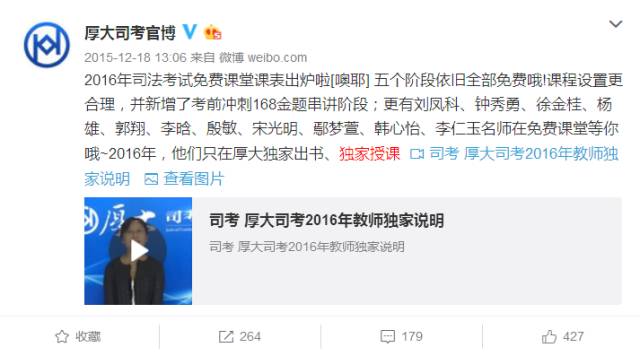 厚大司考官博
2015-12-18 13:06 来自 微博 weibo.com
2016年司法考试免费课堂课表出炉啦[噢耶] 五个阶段依旧全部免费哦!课程设置更
合理，并新增了考前冲刺168金题串讲阶段；更有刘凤科、钟秀勇、徐金桂、杨
雄、郭翔、李晗、殷敏、宋光明、鄢梦萱、韩心怡、李仁玉名师在免费课堂等你
哦~2016年，他们只在厚大独家出书、独家授课 司考 厚大司考2016年教师独
家说明 查看图片
厚大司
司考 厚大司考2016年教师独家说明
司考 厚大司考2016年教师独家说明
收藏 264 179 427